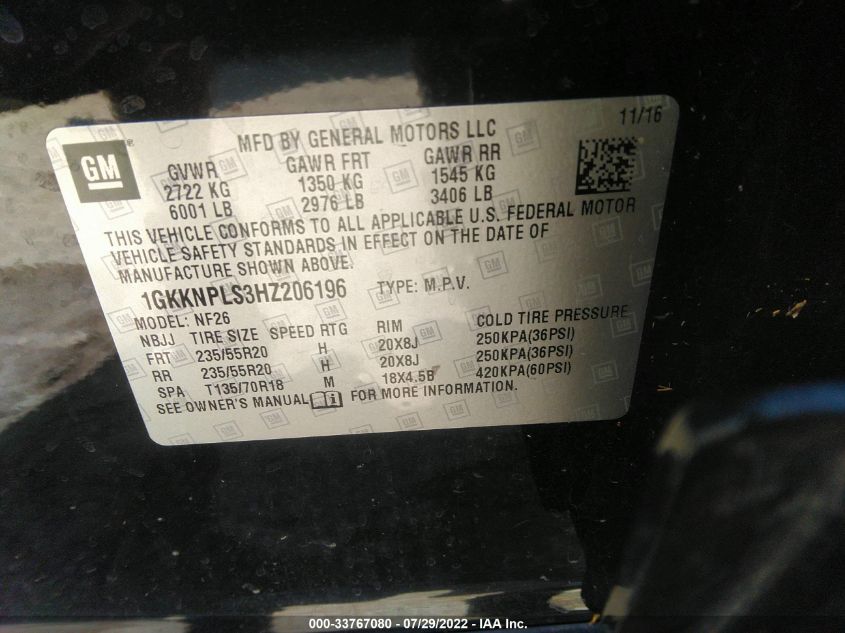 GM
MFD BY GENERAL MOTORS LLC
11/16
GVWR GAWR FRT GAWR RR
2722 KG 1350 KG 1545 KG
6001 LB 2976 LB 3406 LB
THIS VEHICLE CONFORMS TO ALL APPLICABLE U.S. FEDERAL MOTOR
VEHICLE SAFETY STANDARDS IN EFFECT ON THE DATE OF
MANUFACTURE SHOWN ABOVE.
1GKKNPLS3HZ206196 TYPE: M.P.V.
MODEL: NF26
NBJJ TIRE SIZE SPEED RTG RIM COLD TIRE PRESSURE
FRT 235/55R20 H 20X8J 250KPA(36PSI)
RR 235/55R20 H 20X8J 250KPA(36PSI)
SPA T135/70R18 M 18X4.5B 420KPA(60PSI)
SEE OWNER'S MANUAL FOR MORE INFORMATION.
000-33767080 - 07/29/2022 - IAA Inc.